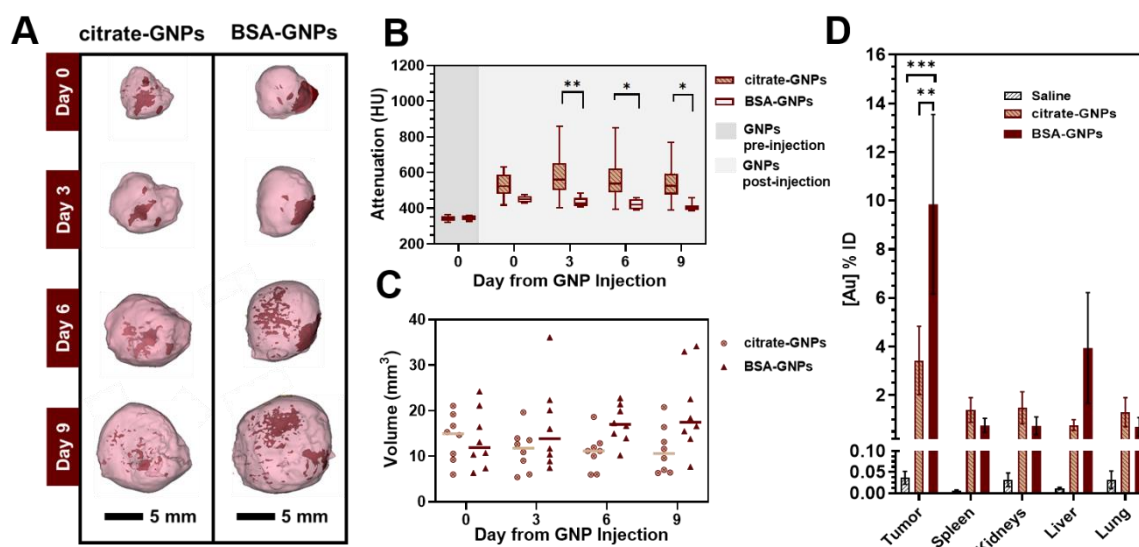 A
citrate-GNPs
BSA-GNPs
Day 0
Day 3
Day 6
Day 9
5 mm
5 mm
B
Attenuation (HU)
1200
1000
800
600
400
200
**
*
*
0
0
3
6
9
Day from GNP Injection
citrate-GNPs
BSA-GNPs
GNPs
pre-injection
GNPs
post-injection
C
Volume (mm3)
40
30
20
10
0
0
3
6
9
Day from GNP Injection
citrate-GNPs
BSA-GNPs
D
[Au] % ID
16
14
12
10
8
6
4
2
0.10
0.05
0.00
***
**
Saline
citrate-GNPs
BSA-GNPs
Tumor
Spleen
Kidneys
Liver
Lung